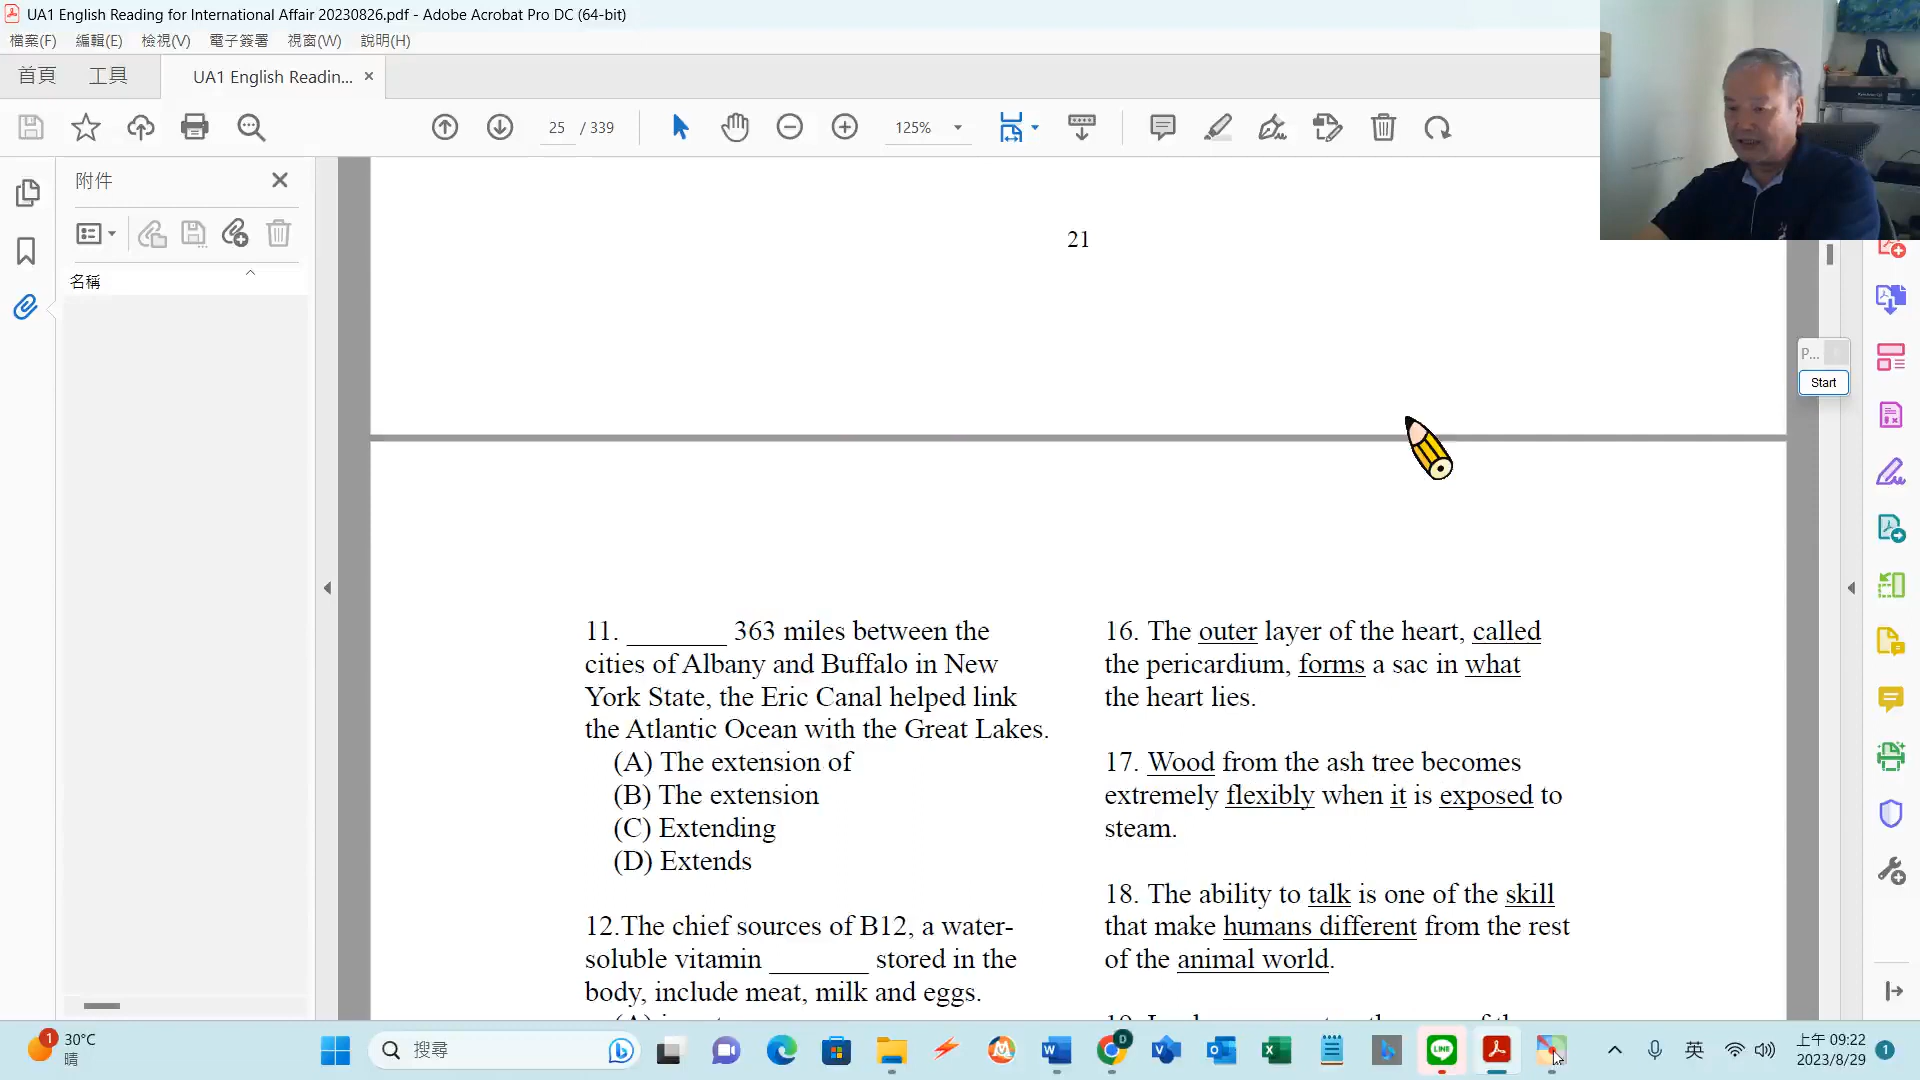 UA1 English Reading for International Affair 20230826.pdf - Adobe Acrobat Pro DC (64-bit)
檔案(F) 編輯(E) 檢視(V) 電子簽署 視窗(W) 說明(H)
首頁 工具 UA1 English Readin... ×
25 / 339 125%
附件
名稱
21
P...
Start
11. _______ 363 miles between the
cities of Albany and Buffalo in New
York State, the Eric Canal helped link
the Atlantic Ocean with the Great Lakes.
(A) The extension of
(B) The extension
(C) Extending
(D) Extends
12.The chief sources of B12, a water-
soluble vitamin _______ stored in the
body, include meat, milk and eggs.
16. The outer layer of the heart, called
the pericardium, forms a sac in what
the heart lies.
17. Wood from the ash tree becomes
extremely flexibly when it is exposed to
steam.
18. The ability to talk is one of the skill
that make humans different from the rest
of the animal world.
1
30°C
晴
搜尋
D
LINE
英
上午 09:22
2023/8/29
1